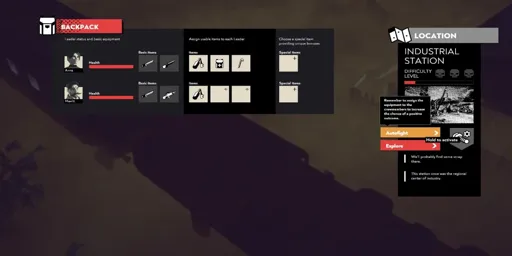 BACKPACK
Leader status and basic equipment
Basic items
Assign usable items to each Leader
Items
Choose a special item providing unique bonuses
Special items
Health
Health
Basic items
Items
Special items
LOCATION
INDUSTRIAL
STATION
DIFFICULTY
LEVEL
Remember to assign the
equipment to the
crewmembers to increase
the chance of a positive
outcome.
Autofight
Hold to activate
Explore
We'll probably find some scrap
there.
This station once was the regional
center of industry.